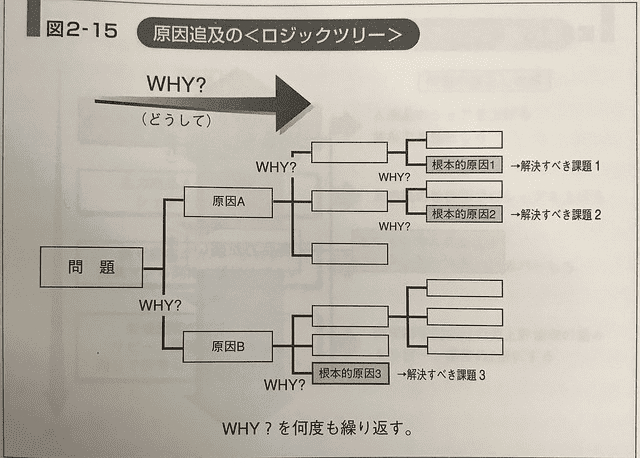 図2-15
原因追及の<ロジックツリー>
WHY?
(どうして)
WHY?
根本的原因1 →解決すべき課題1
WHY?
原因A
根本的原因2 →解決すべき課題2
WHY?
問 題
WHY?
原因B
根本的原因3 →解決すべき課題3
WHY?
WHY?を何度も繰り返す。